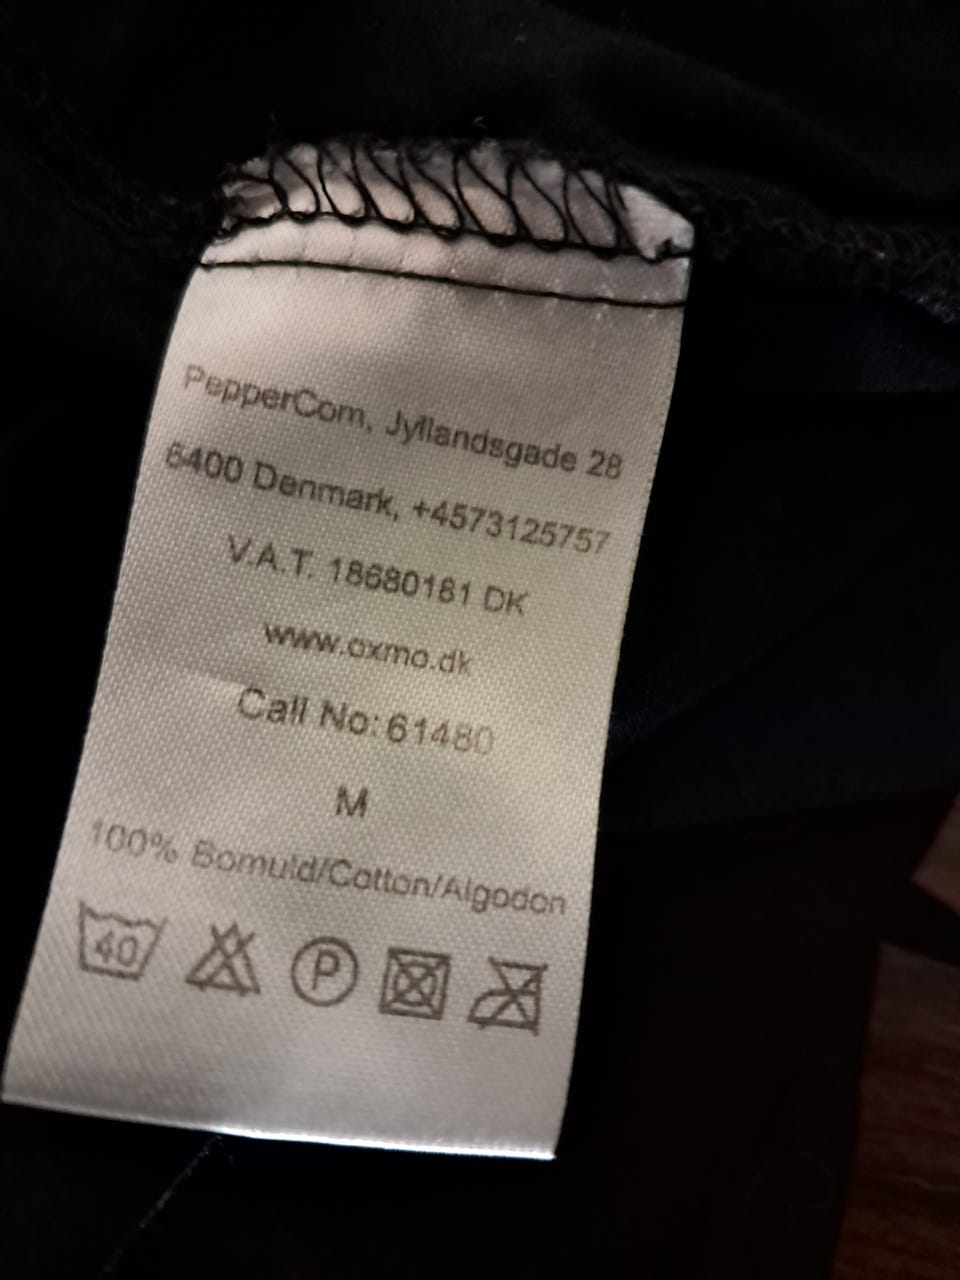 PepperCom, Jyllandsgade 28
6400 Denmark, +4573125757
V.A.T. 18680181 DK
www.oxmo.dk
Call No: 61480
M
100% Bomuld/Cotton/Algodon
40 P